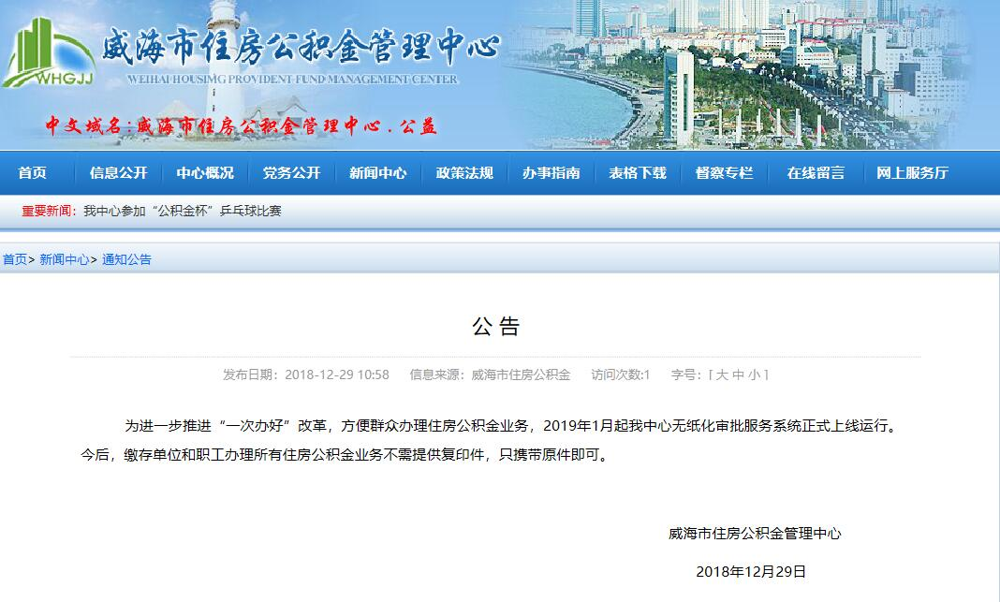 威海市住房公积金管理中心
WHGJJ
WEIHAI HOUSIMG PROVIDENT FUND MANAGEMENT CENTER
中文域名:威海市住房公积金管理中心.公益
首页 信息公开 中心概况 党务公开 新闻中心 政策法规 办事指南 表格下载 督察专栏 在线留言 网上服务厅
重要新闻：我中心参加“公积金杯”乒乓球比赛
首页> 新闻中心> 通知公告
公 告
发布日期：2018-12-29 10:58 信息来源：威海市住房公积金 访问次数:1 字号：[ 大 中 小 ]
为进一步推进“一次办好”改革，方便群众办理住房公积金业务，2019年1月起我中心无纸化审批服务系统正式上线运行。
今后，缴存单位和职工办理所有住房公积金业务不需提供复印件，只携带原件即可。
威海市住房公积金管理中心
2018年12月29日